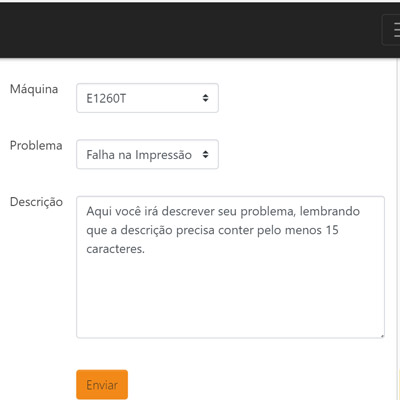 Máquina
E1260T
Problema
Falha na Impressão
Descrição
Aqui você irá descrever seu problema, lembrando
que a descrição precisa conter pelo menos 15
caracteres.
Enviar